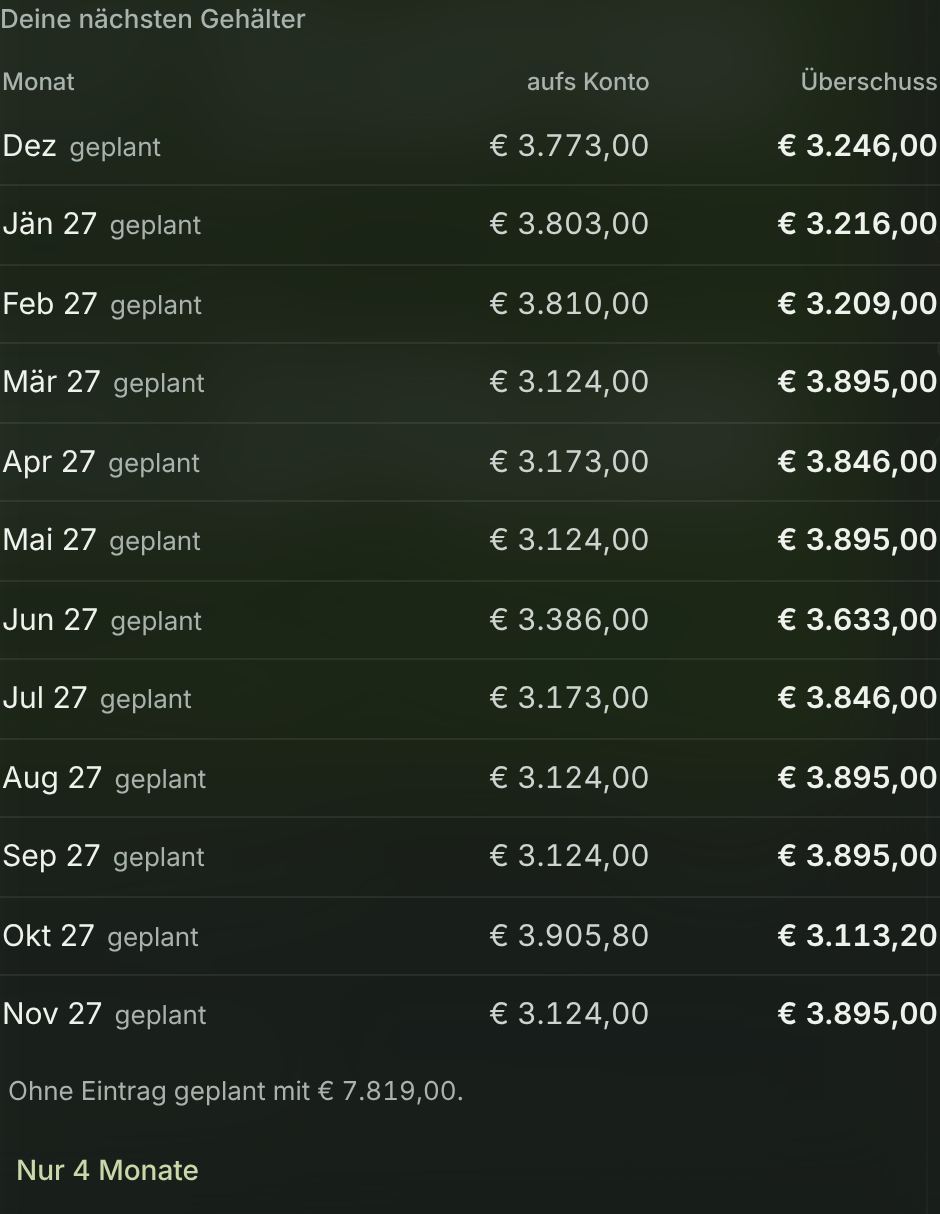 Deine nächsten Gehälter
Monat aufs Konto Überschuss
Dez geplant € 3.773,00 € 3.246,00
Jän 27 geplant € 3.803,00 € 3.216,00
Feb 27 geplant € 3.810,00 € 3.209,00
Mär 27 geplant € 3.124,00 € 3.895,00
Apr 27 geplant € 3.173,00 € 3.846,00
Mai 27 geplant € 3.124,00 € 3.895,00
Jun 27 geplant € 3.386,00 € 3.633,00
Jul 27 geplant € 3.173,00 € 3.846,00
Aug 27 geplant € 3.124,00 € 3.895,00
Sep 27 geplant € 3.124,00 € 3.895,00
Okt 27 geplant € 3.905,80 € 3.113,20
Nov 27 geplant € 3.124,00 € 3.895,00
Ohne Eintrag geplant mit € 7.819,00.
Nur 4 Monate